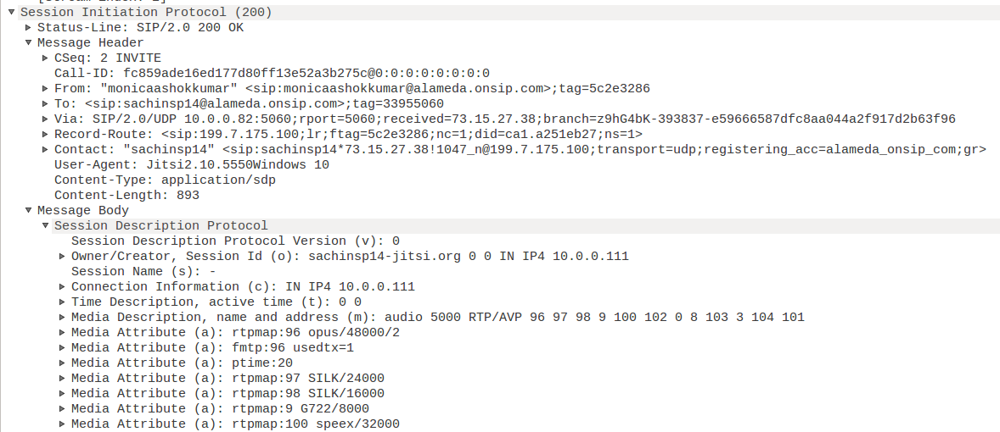 Session Initiation Protocol (200)
Status-Line: SIP/2.0 200 OK
Message Header
CSeq: 2 INVITE
Call-ID: fc859ade16ed177d80ff13e52a3b275c@0:0:0:0:0:0:0:0
From: "monicaashokkumar" <sip:monicaashokkumar@alameda.onsip.com>;tag=5c2e3286
To: <sip:sachinsp14@alameda.onsip.com>;tag=33955060
Via: SIP/2.0/UDP 10.0.0.82:5060;rport=5060;received=73.15.27.38;branch=z9hG4bK-393837-e59666587dfc8aa044a2f917d2b63f96
Record-Route: <sip:199.7.175.100;lr;ftag=5c2e3286;nc=1;did=ca1.a251eb27;ns=1>
Contact: "sachinsp14" <sip:sachinsp14*73.15.27.38!1047_n@199.7.175.100;transport=udp;registering_acc=alameda_onsip_com;gr>
User-Agent: Jitsi2.10.5550Windows 10
Content-Type: application/sdp
Content-Length: 893
Message Body
Session Description Protocol
Session Description Protocol Version (v): 0
Owner/Creator, Session Id (o): sachinsp14-jitsi.org 0 0 IN IP4 10.0.0.111
Session Name (s): -
Connection Information (c): IN IP4 10.0.0.111
Time Description, active time (t): 0 0
Media Description, name and address (m): audio 5000 RTP/AVP 96 97 98 9 100 102 0 8 103 3 104 101
Media Attribute (a): rtpmap:96 opus/48000/2
Media Attribute (a): fmtp:96 usedtx=1
Media Attribute (a): ptime:20
Media Attribute (a): rtpmap:97 SILK/24000
Media Attribute (a): rtpmap:98 SILK/16000
Media Attribute (a): rtpmap:9 G722/8000
Media Attribute (a): rtpmap:100 speex/32000